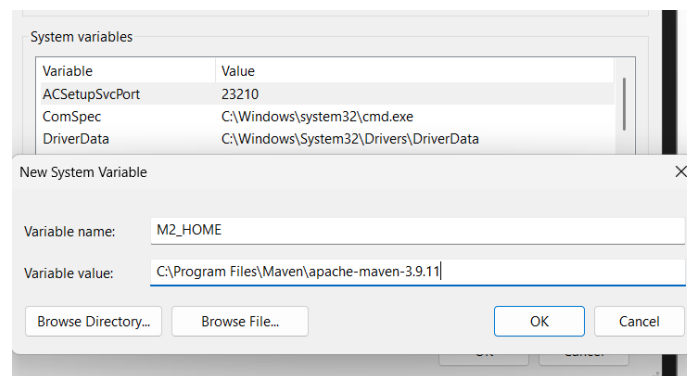 System variables
Variable Value
ACSetupSvcPort 23210
ComSpec C:\Windows\system32\cmd.exe
DriverData C:\Windows\System32\Drivers\DriverData
New System Variable
Variable name: M2_HOME
Variable value: C:\Program Files\Maven\apache-maven-3.9.11
Browse Directory... Browse File... OK Cancel